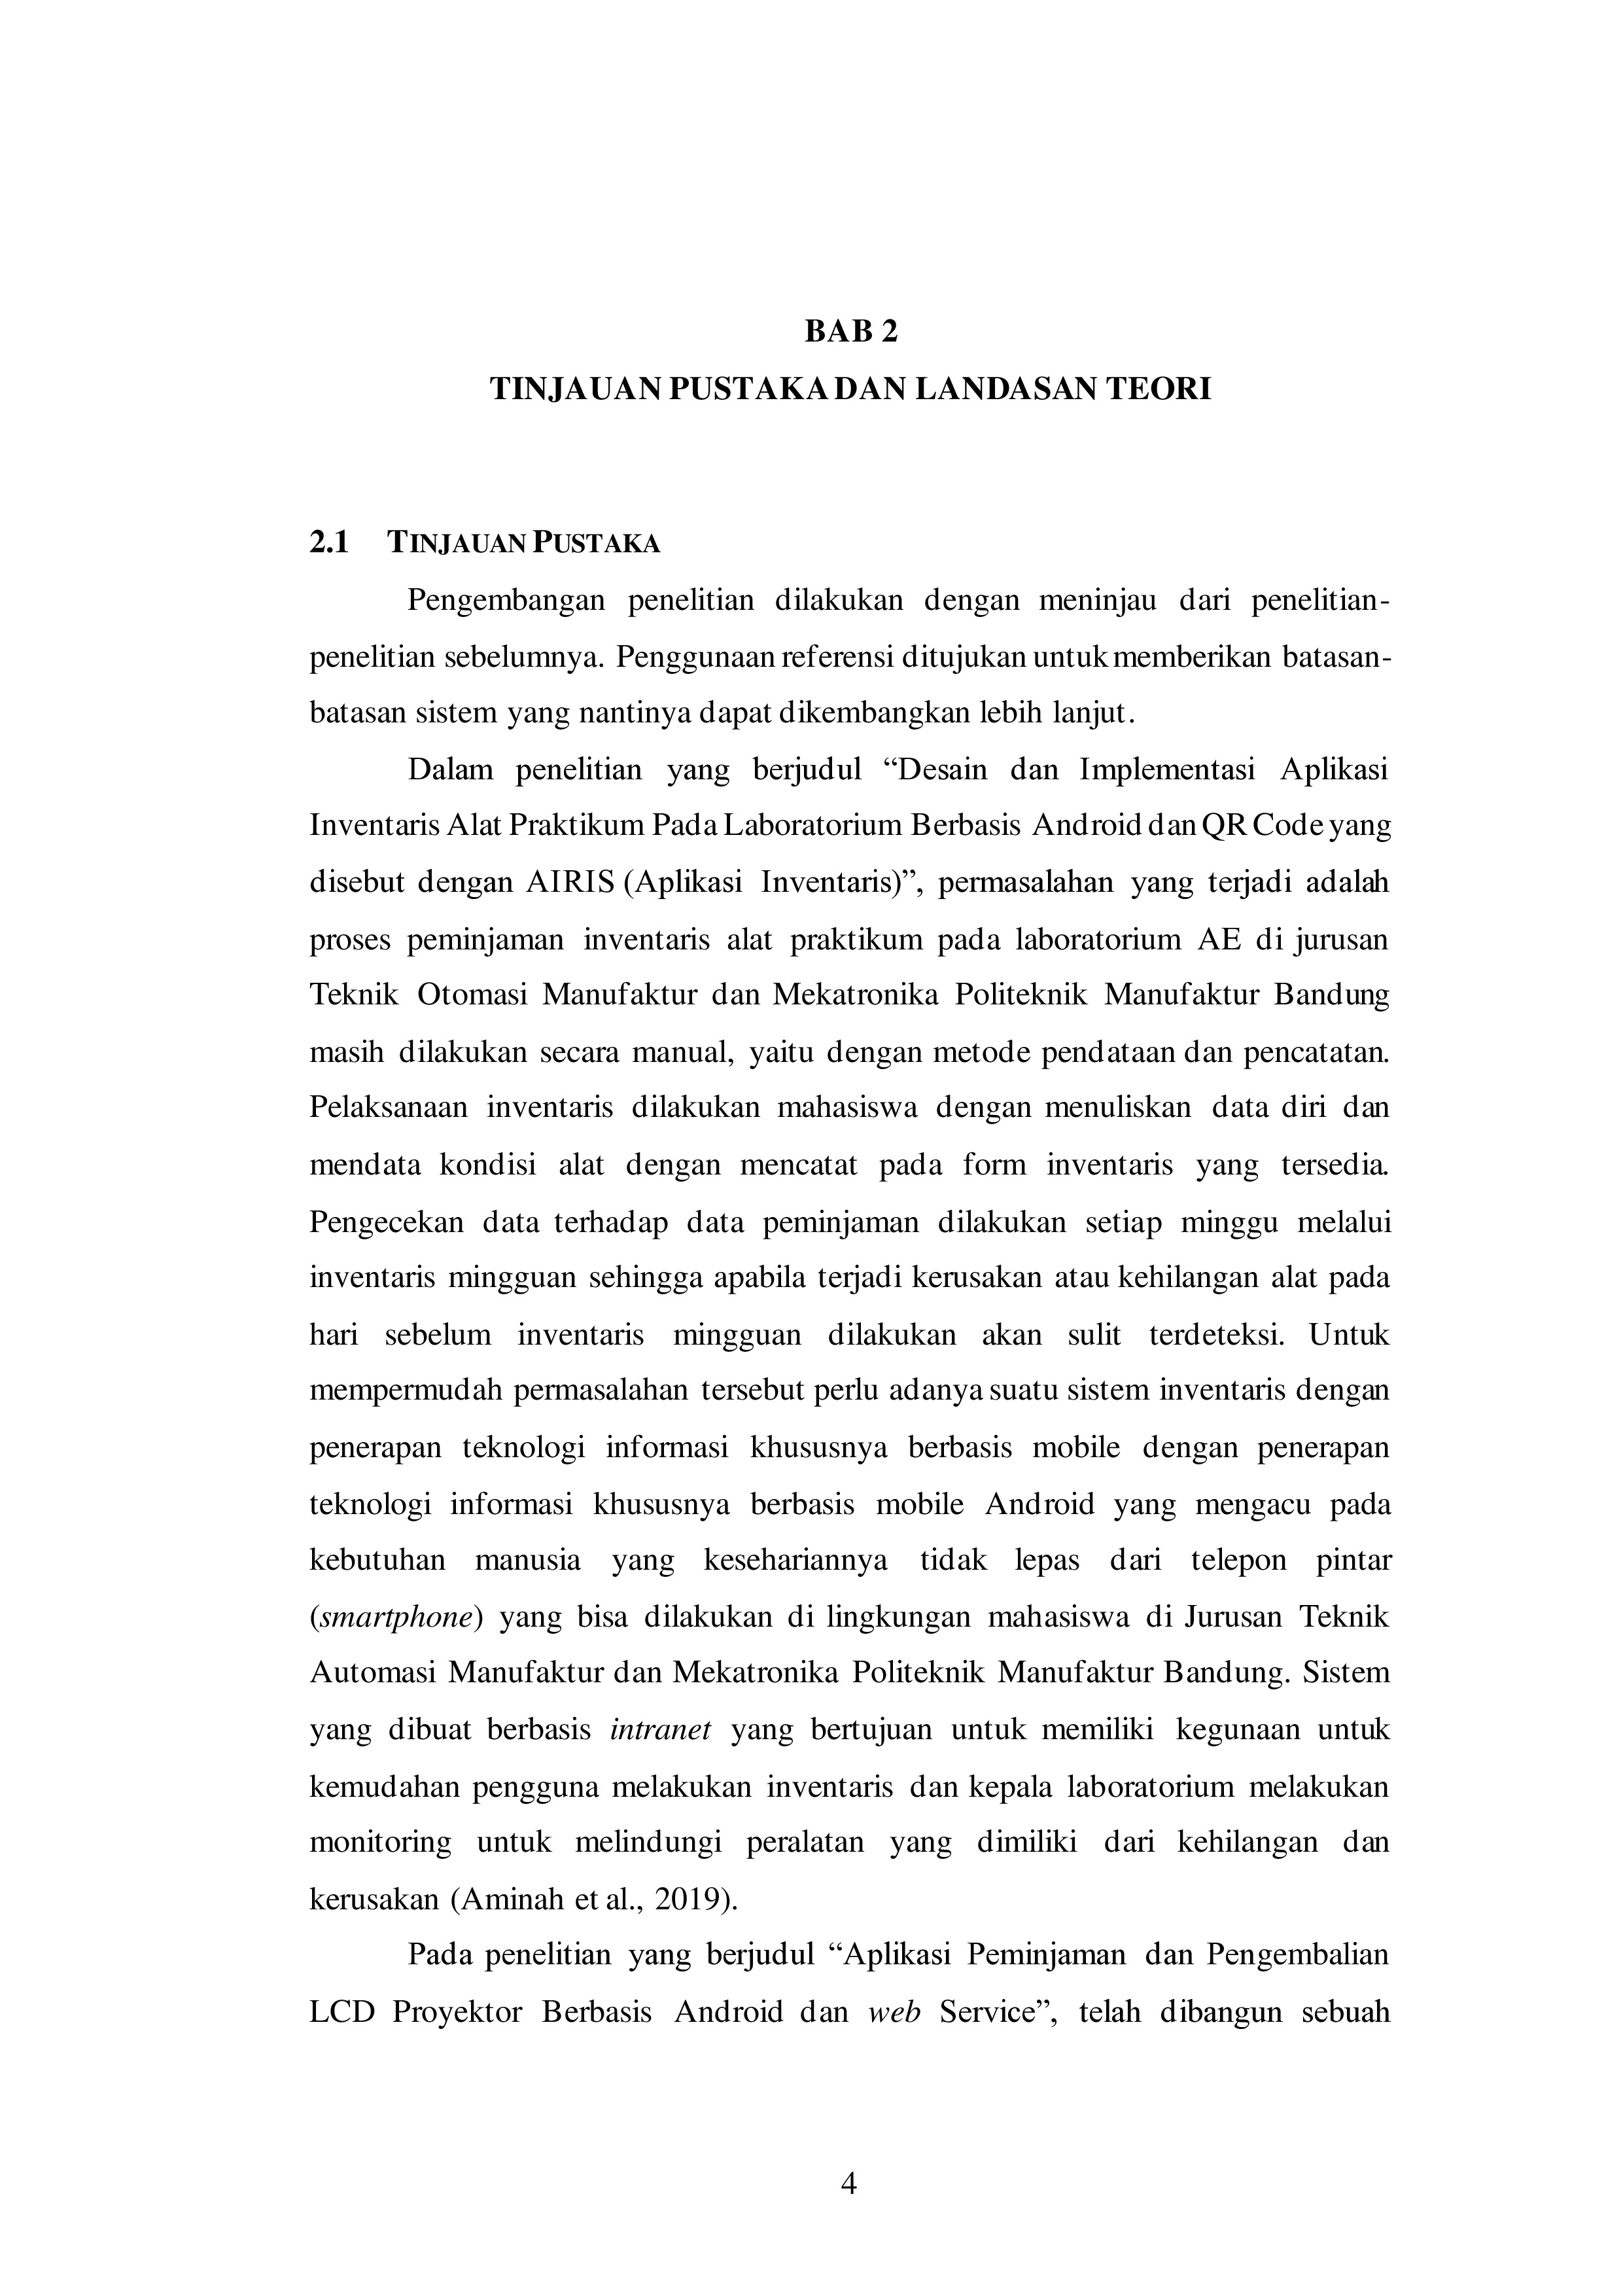 BAB 2
TINJAUAN PUSTAKA DAN LANDASAN TEORI
2.1 TINJAUAN PUSTAKA
Pengembangan penelitian dilakukan dengan meninjau dari penelitian-
penelitian sebelumnya. Penggunaan referensi ditujukan untuk memberikan batasan-
batasan sistem yang nantinya dapat dikembangkan lebih lanjut.
Dalam penelitian yang berjudul “Desain dan Implementasi Aplikasi
Inventaris Alat Praktikum Pada Laboratorium Berbasis Android dan QR Code yang
disebut dengan AIRIS (Aplikasi Inventaris)”, permasalahan yang terjadi adalah
proses peminjaman inventaris alat praktikum pada laboratorium AE di jurusan
Teknik Otomasi Manufaktur dan Mekatronika Politeknik Manufaktur Bandung
masih dilakukan secara manual, yaitu dengan metode pendataan dan pencatatan.
Pelaksanaan inventaris dilakukan mahasiswa dengan menuliskan data diri dan
mendata kondisi alat dengan mencatat pada form inventaris yang tersedia.
Pengecekan data terhadap data peminjaman dilakukan setiap minggu melalui
inventaris mingguan sehingga apabila terjadi kerusakan atau kehilangan alat pada
hari sebelum inventaris mingguan dilakukan akan sulit terdeteksi. Untuk
mempermudah permasalahan tersebut perlu adanya suatu sistem inventaris dengan
penerapan teknologi informasi khususnya berbasis mobile dengan penerapan
teknologi informasi khususnya berbasis mobile Android yang mengacu pada
kebutuhan manusia yang kesehariannya tidak lepas dari telepon pintar
(smartphone) yang bisa dilakukan di lingkungan mahasiswa di Jurusan Teknik
Automasi Manufaktur dan Mekatronika Politeknik Manufaktur Bandung. Sistem
yang dibuat berbasis intranet yang bertujuan untuk memiliki kegunaan untuk
kemudahan pengguna melakukan inventaris dan kepala laboratorium melakukan
monitoring untuk melindungi peralatan yang dimiliki dari kehilangan dan
kerusakan (Aminah et al., 2019).
Pada penelitian yang berjudul “Aplikasi Peminjaman dan Pengembalian
LCD Proyektor Berbasis Android dan web Service”, telah dibangun sebuah
4